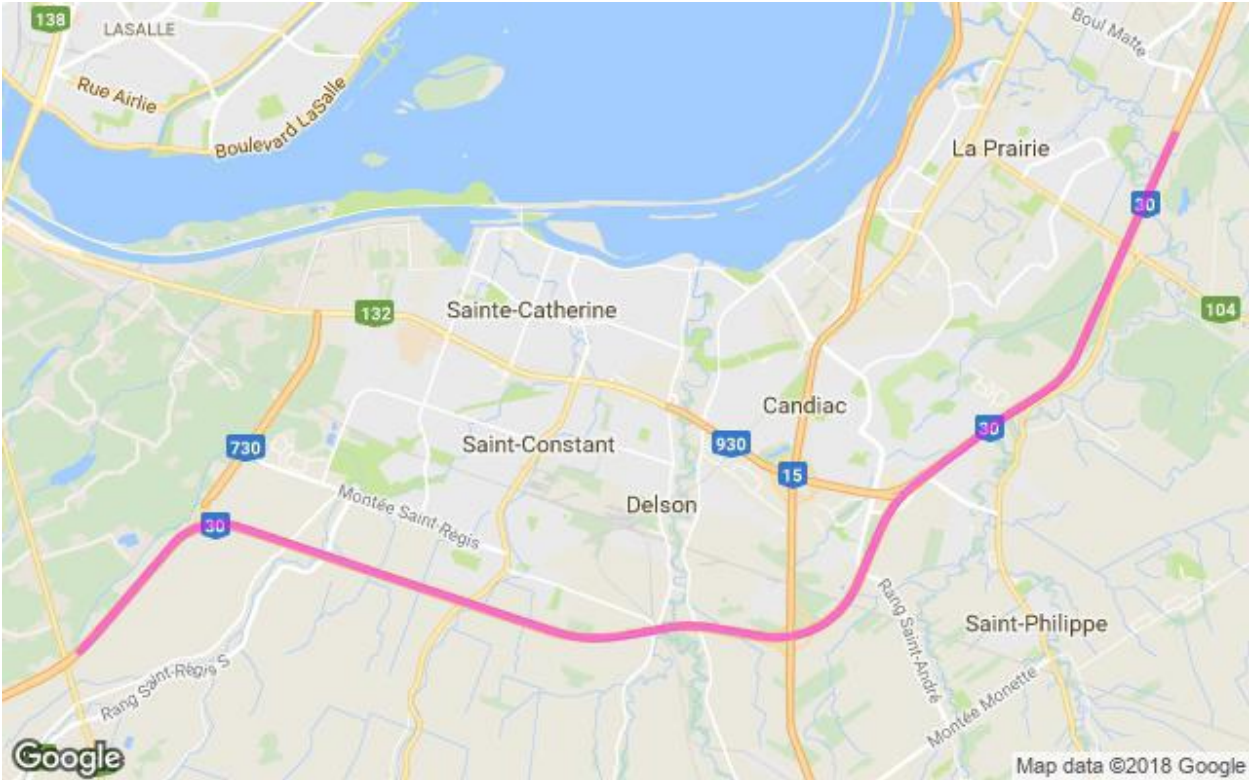 138
LASALLE
Boul Matte
Rue Airlie
Boulevard LaSalle
La Prairie
30
132
Sainte-Catherine
104
Candiac
730
Saint-Constant
930
30
15
Montée Saint-Régis
Delson
30
Rang Saint-André
Saint-Philippe
Rang Saint-Régis S
Montée Monette
Google
Map data ©2018 Google